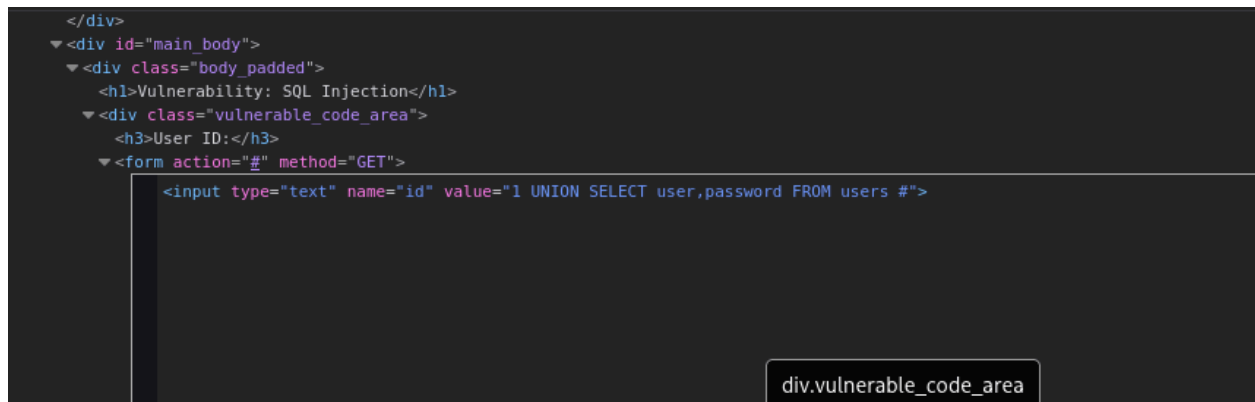 </div>
<div id="main_body">
<div class="body_padded">
<h1>Vulnerability: SQL Injection</h1>
<div class="vulnerable_code_area">
<h3>User ID:</h3>
<form action="#" method="GET">
<input type="text" name="id" value="1 UNION SELECT user,password FROM users #">
div.vulnerable_code_area